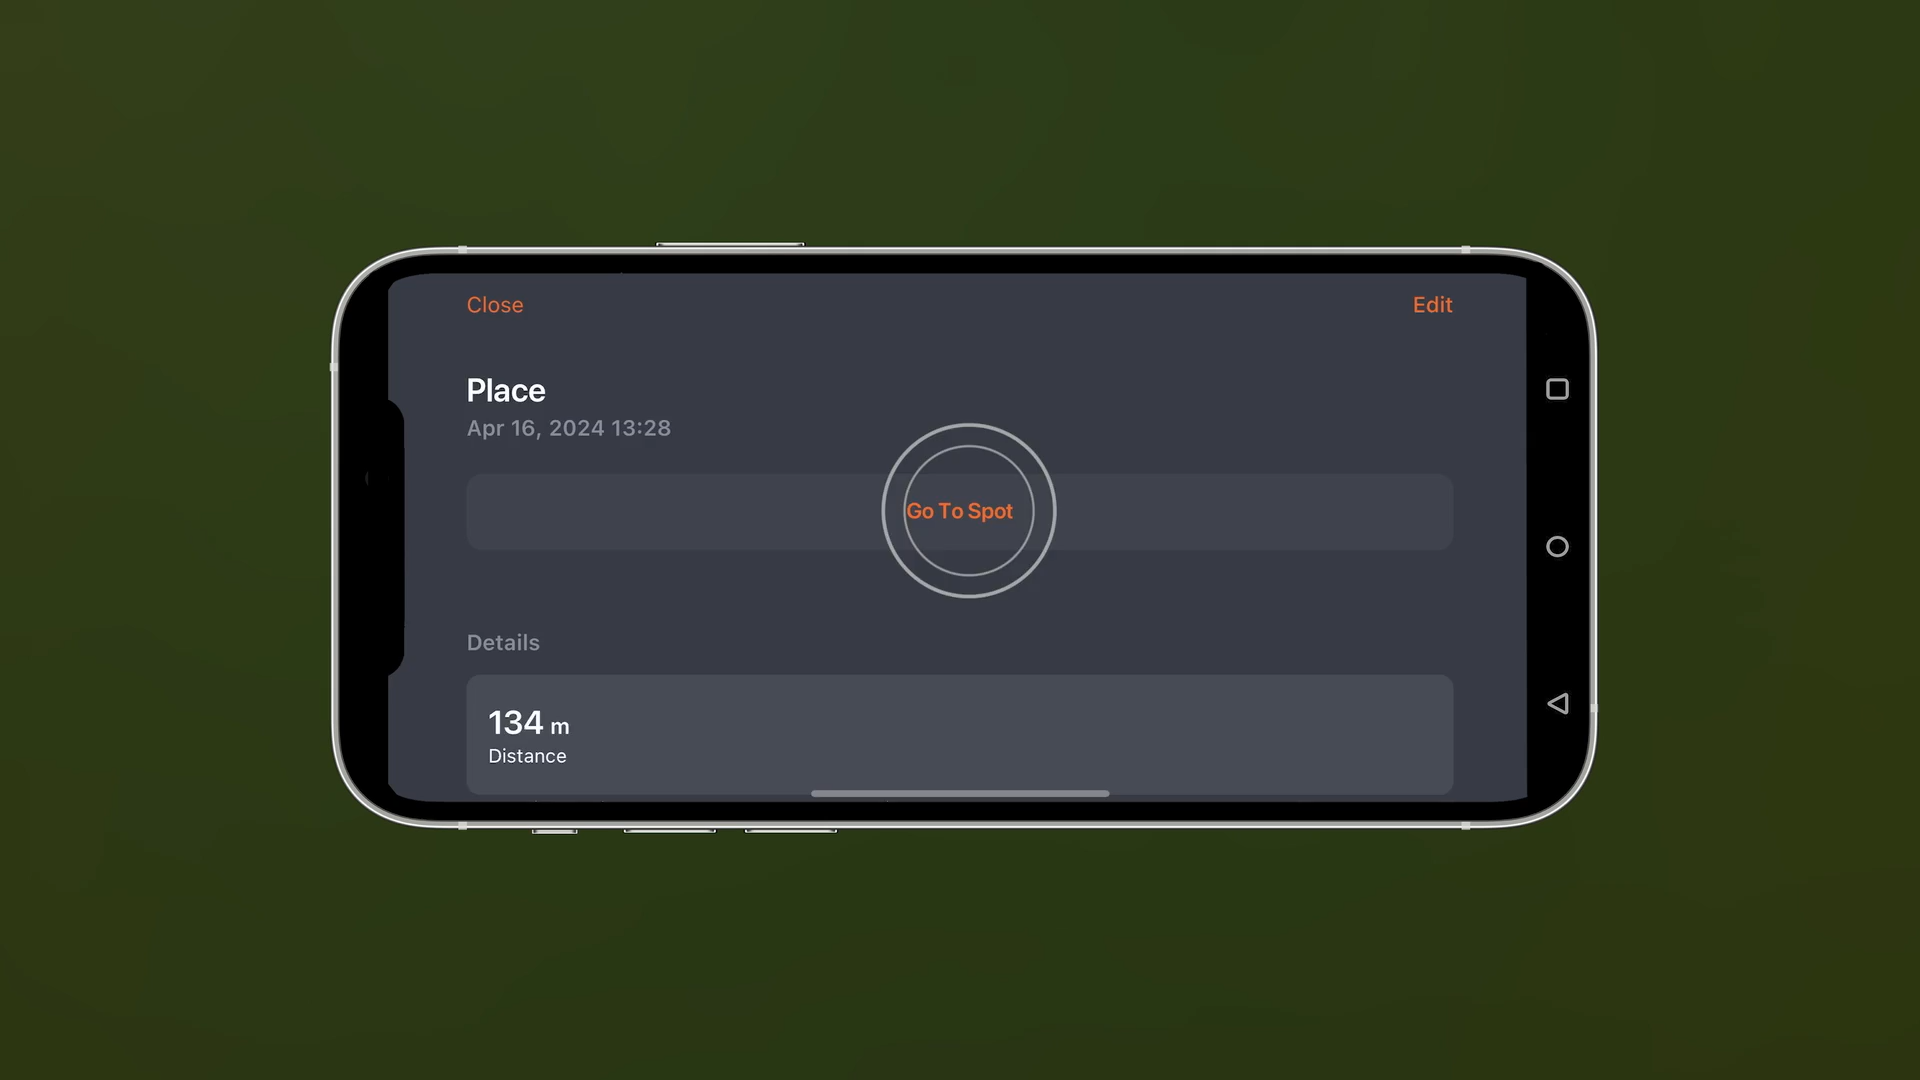 Close
Edit
Place
Apr 16, 2024 13:28
Go To Spot
Details
134 m
Distance